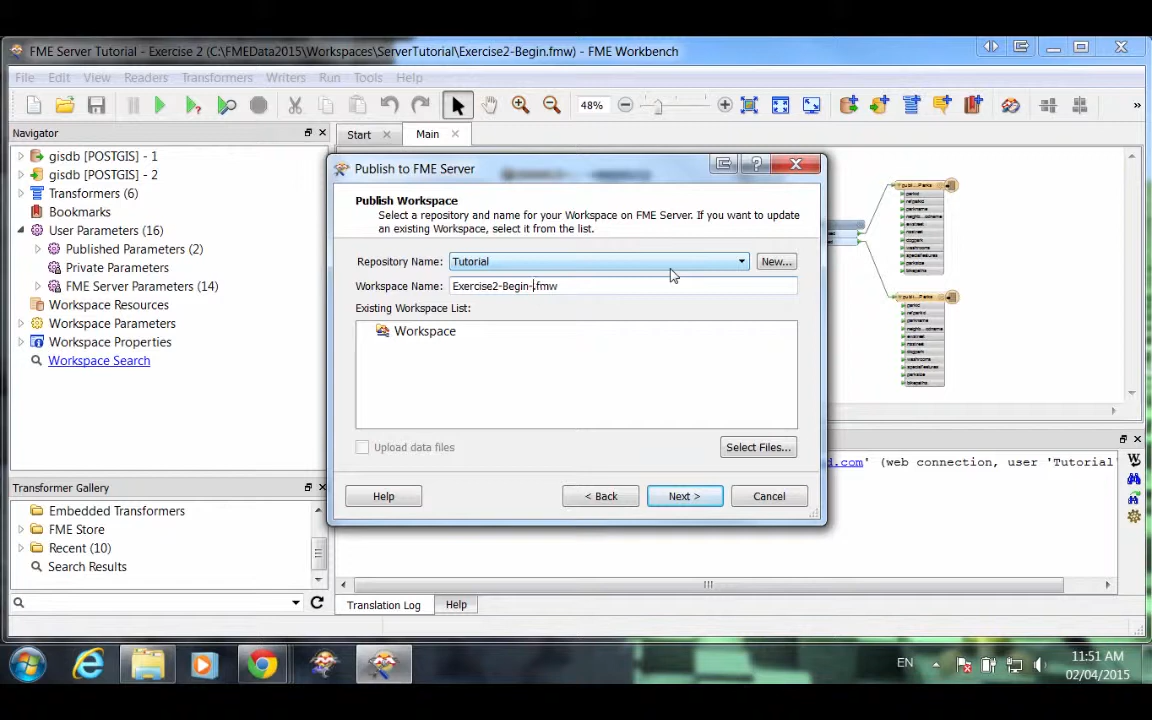 FME Server Tutorial - Exercise 2 (C:\FMEData2015\Workspaces\ServerTutorial\Exercise2-Begin.fmw) - FME Workbench
File Edit View Readers Transformers Writers Run Tools Help
48%
»
Navigator
Start Main
gisdb [POSTGIS] - 1
gisdb [POSTGIS] - 2
Transformers (6)
Bookmarks
User Parameters (16)
Published Parameters (2)
Private Parameters
FME Server Parameters (14)
Workspace Resources
Workspace Parameters
Workspace Properties
Workspace Search
Publish to FME Server
Publish Workspace
Select a repository and name for your Workspace on FME Server. If you want to update
an existing Workspace, select it from the list.
Repository Name: Tutorial New...
Workspace Name: Exercise2-Begin-.fmw
Existing Workspace List:
Workspace
Upload data files Select Files...
Help < Back Next > Cancel
d.com' (web connection, user 'Tutorial'
Transformer Gallery
Embedded Transformers
FME Store
Recent (10)
Search Results
Translation Log Help
EN
11:51 AM
02/04/2015